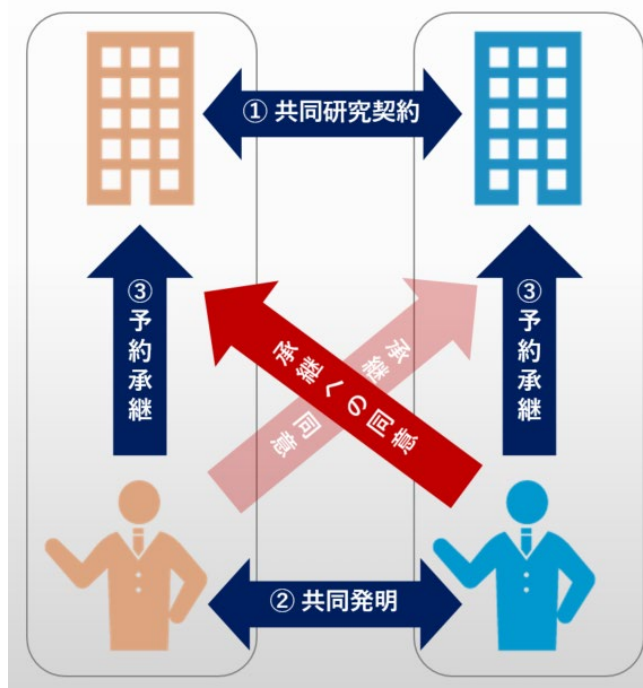 ① 共同研究契約
③予約承継
③予約承継
承継への同意
承継 同意
② 共同発明